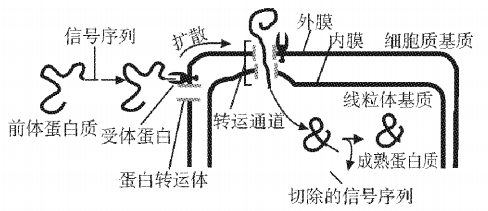 信号序列
扩散
外膜
内膜
细胞质基质
线粒体基质
前体蛋白质
受体蛋白
转运通道
蛋白转运体
成熟蛋白质
切除的信号序列